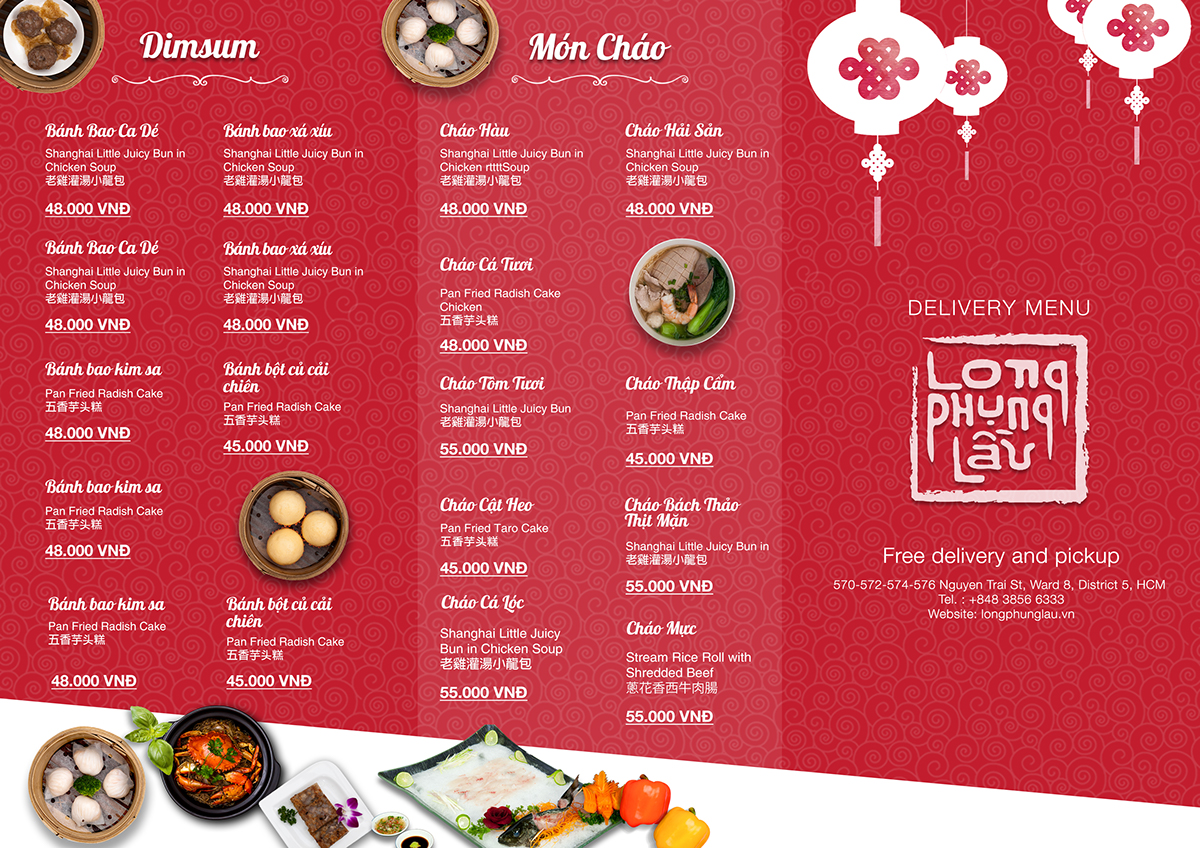 Dimsum
Bánh Bao Ca Dé
Shanghai Little Juicy Bun in
Chicken Soup
老雞灌湯小龍包
48.000 VNĐ
Bánh bao xá xíu
Shanghai Little Juicy Bun in
Chicken Soup
老雞灌湯小龍包
48.000 VNĐ
Bánh Bao Ca Dé
Shanghai Little Juicy Bun in
Chicken Soup
老雞灌湯小龍包
48.000 VNĐ
Bánh bao xá xíu
Shanghai Little Juicy Bun in
Chicken Soup
老雞灌湯小龍包
48.000 VNĐ
Bánh bao kim sa
Pan Fried Radish Cake
五香芋头糕
48.000 VNĐ
Bánh bột củ cải
chiên
Pan Fried Radish Cake
五香芋头糕
45.000 VNĐ
Bánh bao kim sa
Pan Fried Radish Cake
五香芋头糕
48.000 VNĐ
Bánh bao kim sa
Pan Fried Radish Cake
五香芋头糕
48.000 VNĐ
Bánh bột củ cải
chiên
Pan Fried Radish Cake
五香芋头糕
45.000 VNĐ
Món Cháo
Cháo Hàu
Shanghai Little Juicy Bun in
Chicken rttttSoup
老雞灌湯小龍包
48.000 VNĐ
Cháo Hải Sản
Shanghai Little Juicy Bun in
Chicken Soup
老雞灌湯小龍包
48.000 VNĐ
Cháo Cá Tươi
Pan Fried Radish Cake
Chicken
五香芋头糕
48.000 VNĐ
Cháo Tôm Tươi
Shanghai Little Juicy Bun
老雞灌湯小龍包
55.000 VNĐ
Cháo Thập Cẩm
Pan Fried Radish Cake
五香芋头糕
45.000 VNĐ
Cháo Cật Heo
Pan Fried Taro Cake
五香芋头糕
45.000 VNĐ
Cháo Bách Thảo
Thịt Mặn
Shanghai Little Juicy Bun in
老雞灌湯小龍包
55.000 VNĐ
Cháo Cá Lóc
Shanghai Little Juicy
Bun in Chicken Soup
老雞灌湯小龍包
55.000 VNĐ
Cháo Mực
Stream Rice Roll with
Shredded Beef
蔥花香西牛肉腸
55.000 VNĐ
DELIVERY MENU
Long
Phụng
Lầu
Free delivery and pickup
570-572-574-576 Nguyen Trai St, Ward 8, District 5, HCM
Tel. : +848 3856 6333
Website: longphunglau.vn